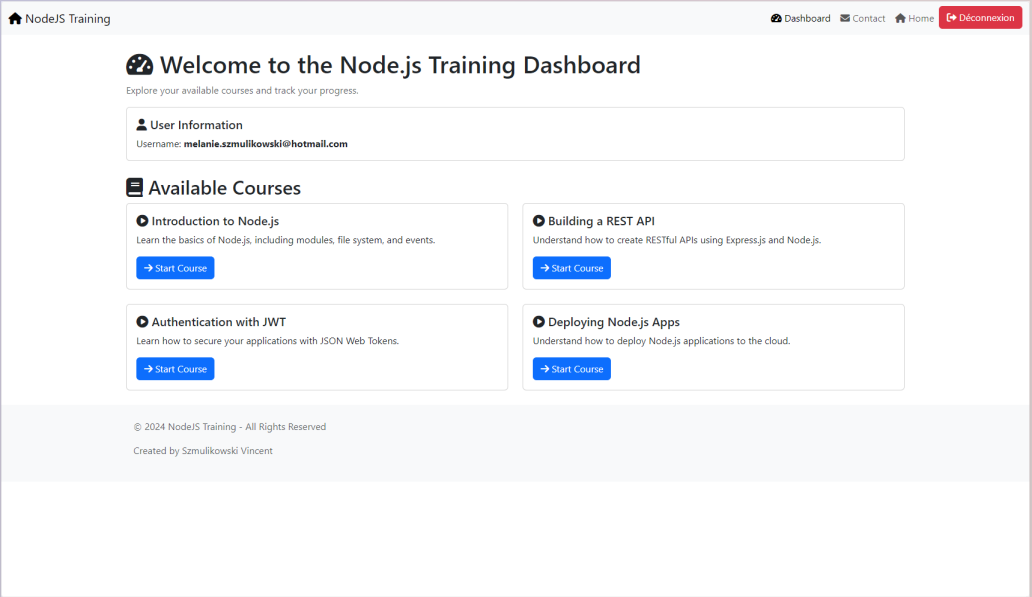 NodeJS Training
Dashboard Contact Home Déconnexion
Welcome to the Node.js Training Dashboard
Explore your available courses and track your progress.
User Information
Username: melanie.szmulikowski@hotmail.com
Available Courses
Introduction to Node.js
Learn the basics of Node.js, including modules, file system, and events.
Start Course
Building a REST API
Understand how to create RESTful APIs using Express.js and Node.js.
Start Course
Authentication with JWT
Learn how to secure your applications with JSON Web Tokens.
Start Course
Deploying Node.js Apps
Understand how to deploy Node.js applications to the cloud.
Start Course
© 2024 NodeJS Training - All Rights Reserved
Created by Szmulikowski Vincent